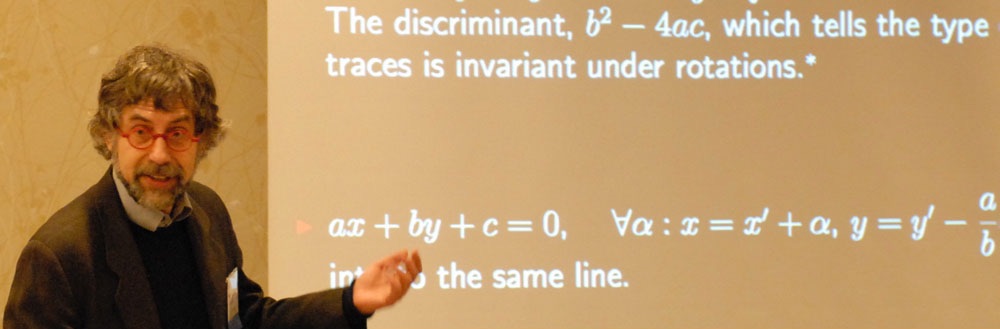 The discriminant, b² − 4ac, which tells the type
traces is invariant under rotations.*
ax + by + c = 0, ∀α : x = x′ + α, y = y′ − a/b
the same line.